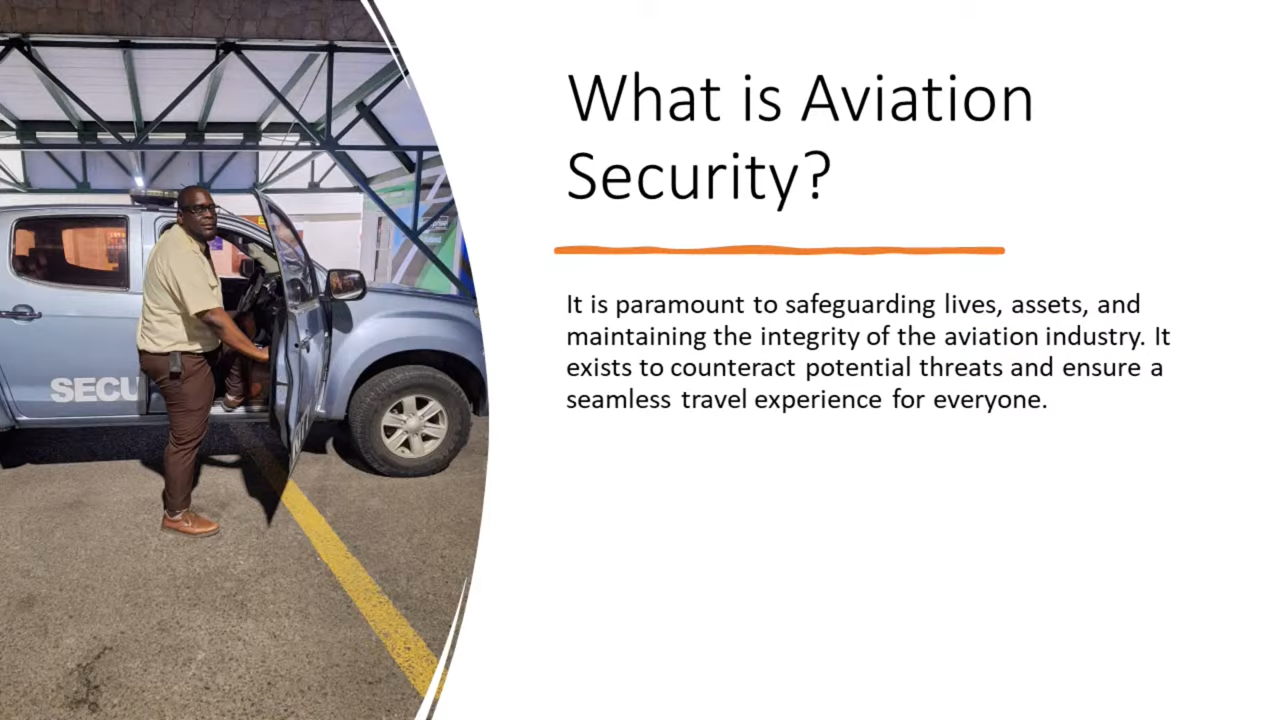 What is Aviation
Security?
It is paramount to safeguarding lives, assets, and
maintaining the integrity of the aviation industry. It
exists to counteract potential threats and ensure a
seamless travel experience for everyone.
SECU